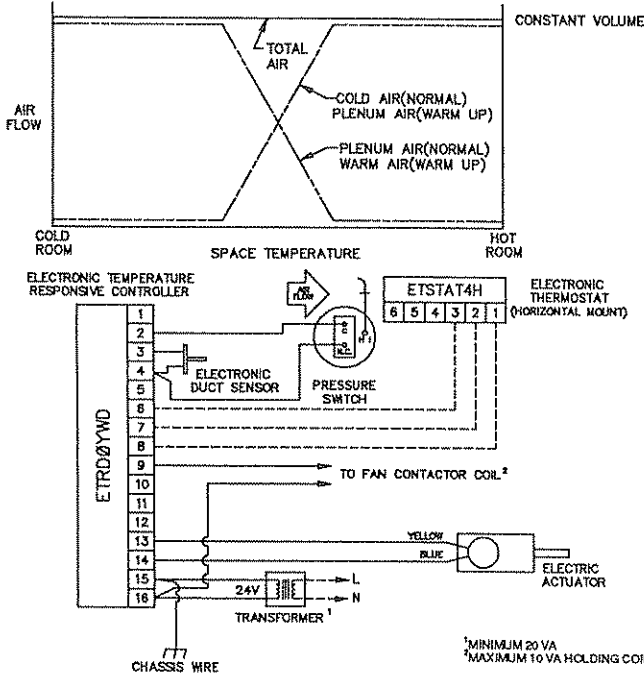 CONSTANT VOLUME
TOTAL
AIR
AIR
FLOW
COLD AIR(NORMAL)
PLENUM AIR(WARM UP)
PLENUM AIR(NORMAL)
WARM AIR(WARM UP)
COLD
ROOM
SPACE TEMPERATURE
HOT
ROOM
ELECTRONIC TEMPERATURE
RESPONSIVE CONTROLLER
AIR
FLOW
ETSTAT4H
6 5 4 3 2 1
ELECTRONIC
THERMOSTAT
(HORIZONTAL MOUNT)
C
N.C.
HI
PRESSURE
SWITCH
ELECTRONIC
DUCT SENSOR
ETRDØYWD
1
2
3
4
5
6
7
8
9
10
11
12
13
14
15
16
TO FAN CONTACTOR COIL²
YELLOW
BLUE
ELECTRIC
ACTUATOR
24V
L
N
TRANSFORMER¹
CHASSIS WIRE
¹MINIMUM 20 VA
²MAXIMUM 10 VA HOLDING COI